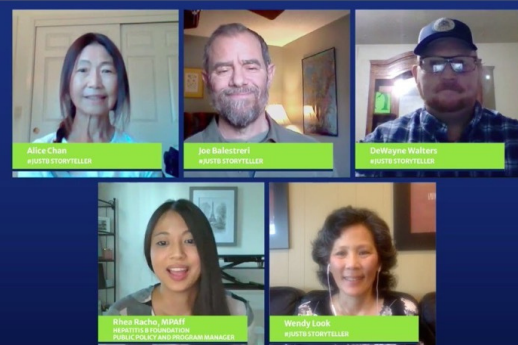 Alice Chan
#JUSTB STORYTELLER
Joe Balestreri
#JUSTB STORYTELLER
DeWayne Walters
#JUSTB STORYTELLER
Rhea Racho, MPAff
HEPATITIS B FOUNDATION
PUBLIC POLICY AND PROGRAM MANAGER
Wendy Look
#JUSTB STORYTELLER